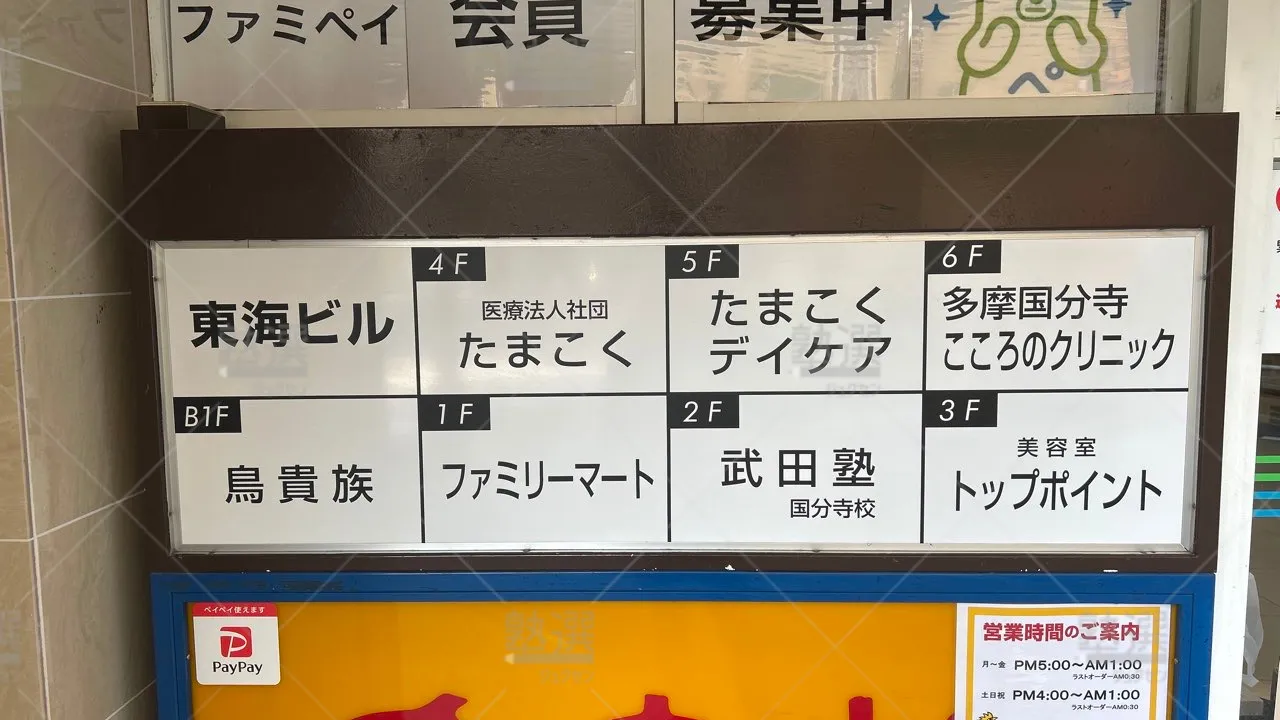 ファミペイ
会員
募集中
東海ビル
4F
医療法人社団
たまこく
5F
たまこく
デイケア
6F
多摩国分寺
こころのクリニック
B1F
鳥貴族
1F
ファミリーマート
2F
武田塾
国分寺校
3F
美容室
トップポイント
ペイペイ使えます
PayPay
営業時間のご案内
月〜金 PM5:00〜AM1:00
ラストオーダーAM0:30
土日祝 PM4:00〜AM1:00
ラストオーダーAM0:30
塾選